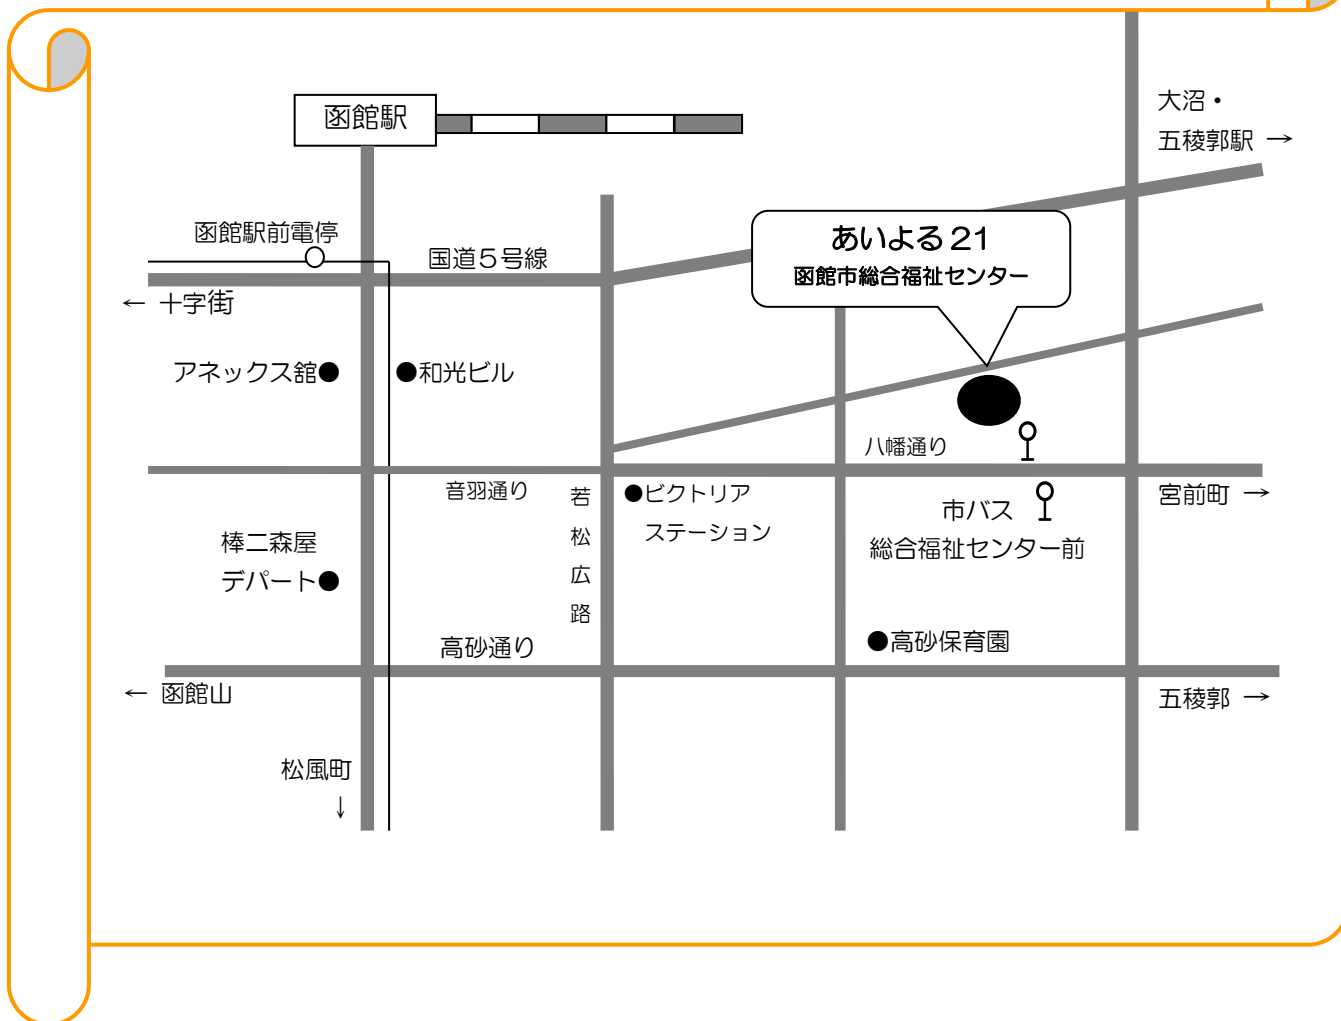 函館駅
大沼・
五稜郭駅 →
函館駅前電停
国道5号線
← 十字街
あいよる21
函館市総合福祉センター
アネックス舘●
●和光ビル
八幡通り
音羽通り
若松広路
●ビクトリア
ステーション
市バス
総合福祉センター前
宮前町 →
棒二森屋
デパート●
高砂通り
●高砂保育園
← 函館山
五稜郭 →
松風町
↓